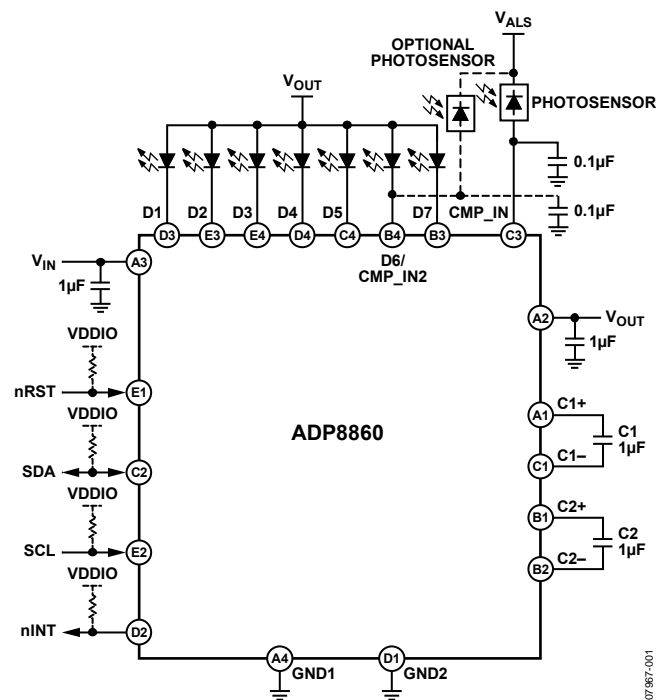 VALS
OPTIONAL
PHOTOSENSOR
VOUT
PHOTOSENSOR
0.1µF
0.1µF
D1
D2
D3
D4
D5
D7
CMP_IN
D3
E3
E4
D4
C4
B4
B3
C3
D6/
CMP_IN2
VIN
A3
1µF
A2
VOUT
1µF
VDDIO
nRST
E1
VDDIO
SDA
C2
VDDIO
SCL
E2
VDDIO
nINT
D2
ADP8860
A1
C1+
C1
1µF
C1
C1–
B1
C2+
C2
1µF
B2
C2–
A4
GND1
D1
GND2
07967-001